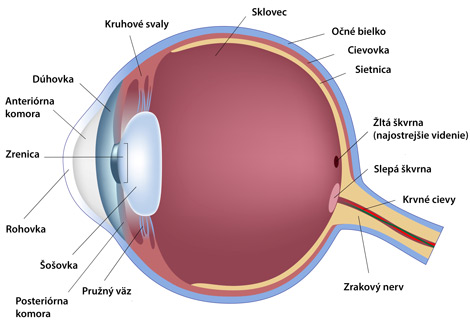 Kruhové svaly
Sklovec
Očné bielko
Cievovka
Sietnica
Dúhovka
Anteriórna
komora
Zrenica
Rohovka
Šošovka
Posteriórna
komora
Pružný väz
Žltá škvrna
(najostrejšie videnie)
Slepá škvrna
Krvné cievy
Zrakový nerv